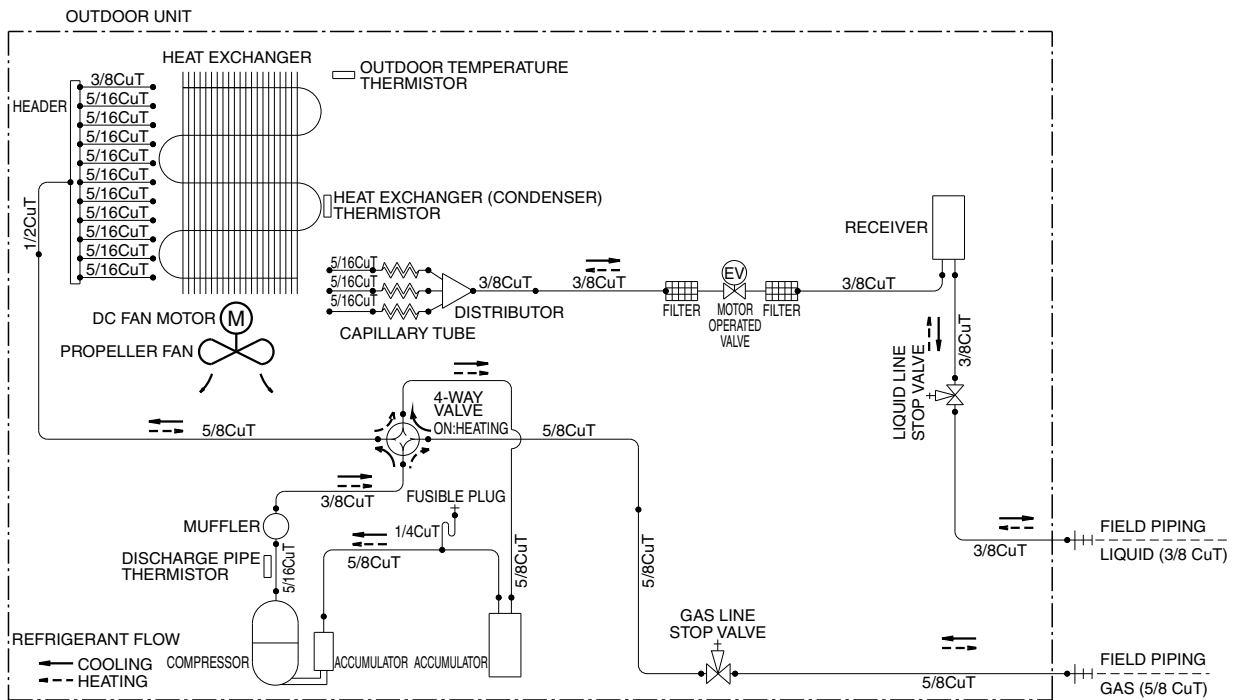 OUTDOOR UNIT
HEAT EXCHANGER
OUTDOOR TEMPERATURE
THERMISTOR
HEADER
3/8CuT
5/16CuT
5/16CuT
5/16CuT
5/16CuT
5/16CuT
5/16CuT
5/16CuT
5/16CuT
5/16CuT
5/16CuT
1/2CuT
HEAT EXCHANGER (CONDENSER)
THERMISTOR
RECEIVER
5/16CuT
5/16CuT
5/16CuT
3/8CuT
3/8CuT
EV
3/8CuT
DISTRIBUTOR
CAPILLARY TUBE
FILTER
MOTOR
OPERATED
VALVE
FILTER
DC FAN MOTOR
M
PROPELLER FAN
3/8CuT
LIQUID LINE
STOP VALVE
4-WAY
VALVE
ON:HEATING
5/8CuT
5/8CuT
3/8CuT
FUSIBLE PLUG
MUFFLER
1/4CuT
5/8CuT
DISCHARGE PIPE
THERMISTOR
5/16CuT
5/8CuT
5/8CuT
3/8CuT
FIELD PIPING
LIQUID (3/8 CuT)
GAS LINE
STOP VALVE
REFRIGERANT FLOW
COOLING
HEATING
COMPRESSOR
ACCUMULATOR
ACCUMULATOR
5/8CuT
FIELD PIPING
GAS (5/8 CuT)